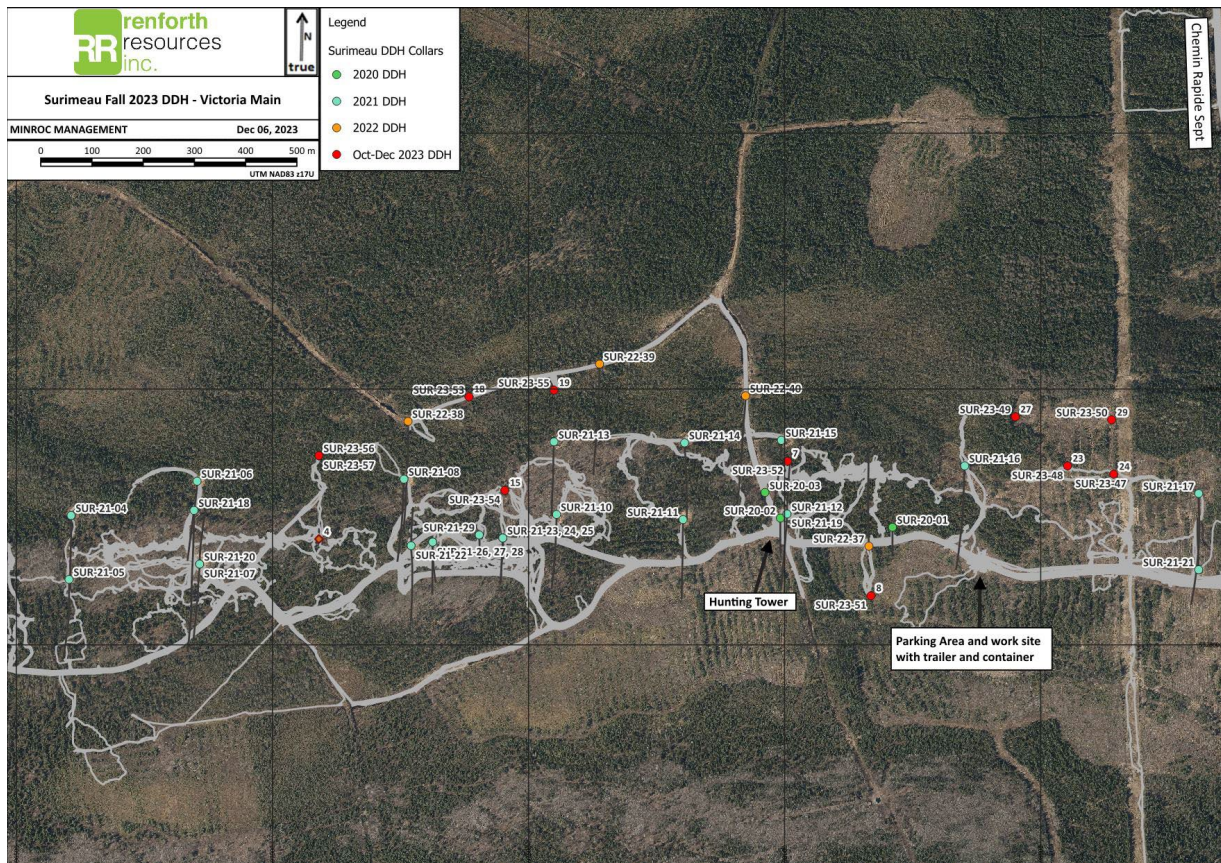 RR
renforth
resources
inc.
N
true
Surimeau Fall 2023 DDH - Victoria Main
MINROC MANAGEMENT Dec 06, 2023
0 100 200 300 400 500 m
UTM NAD83 z17U
Legend
Surimeau DDH Collars
2020 DDH
2021 DDH
2022 DDH
Oct-Dec 2023 DDH
Chemin Rapide Sept
SUR-22-39
SUR-23-53 18
SUR-23-55 19
SUR-22-40
SUR-22-38
SUR-23-49 27
SUR-23-50 29
SUR-21-13
SUR-21-14
SUR-21-15
SUR-23-56
SUR-23-57
7
SUR-23-52
SUR-21-16
23
SUR-23-48
24
SUR-23-47
SUR-21-06
SUR-21-08
15
SUR-23-54
SUR-20-03
SUR-21-17
SUR-21-04
SUR-21-18
SUR-21-10
SUR-21-11
SUR-20-02
SUR-21-12
SUR-21-19
SUR-20-01
4
SUR-21-29
SUR-21-23, 24, 25
SUR-21-22
SUR-21-26, 27, 28
SUR-22-37
SUR-21-20
SUR-21-07
SUR-21-05
SUR-21-21
8
SUR-23-51
Hunting Tower
Parking Area and work site
with trailer and container